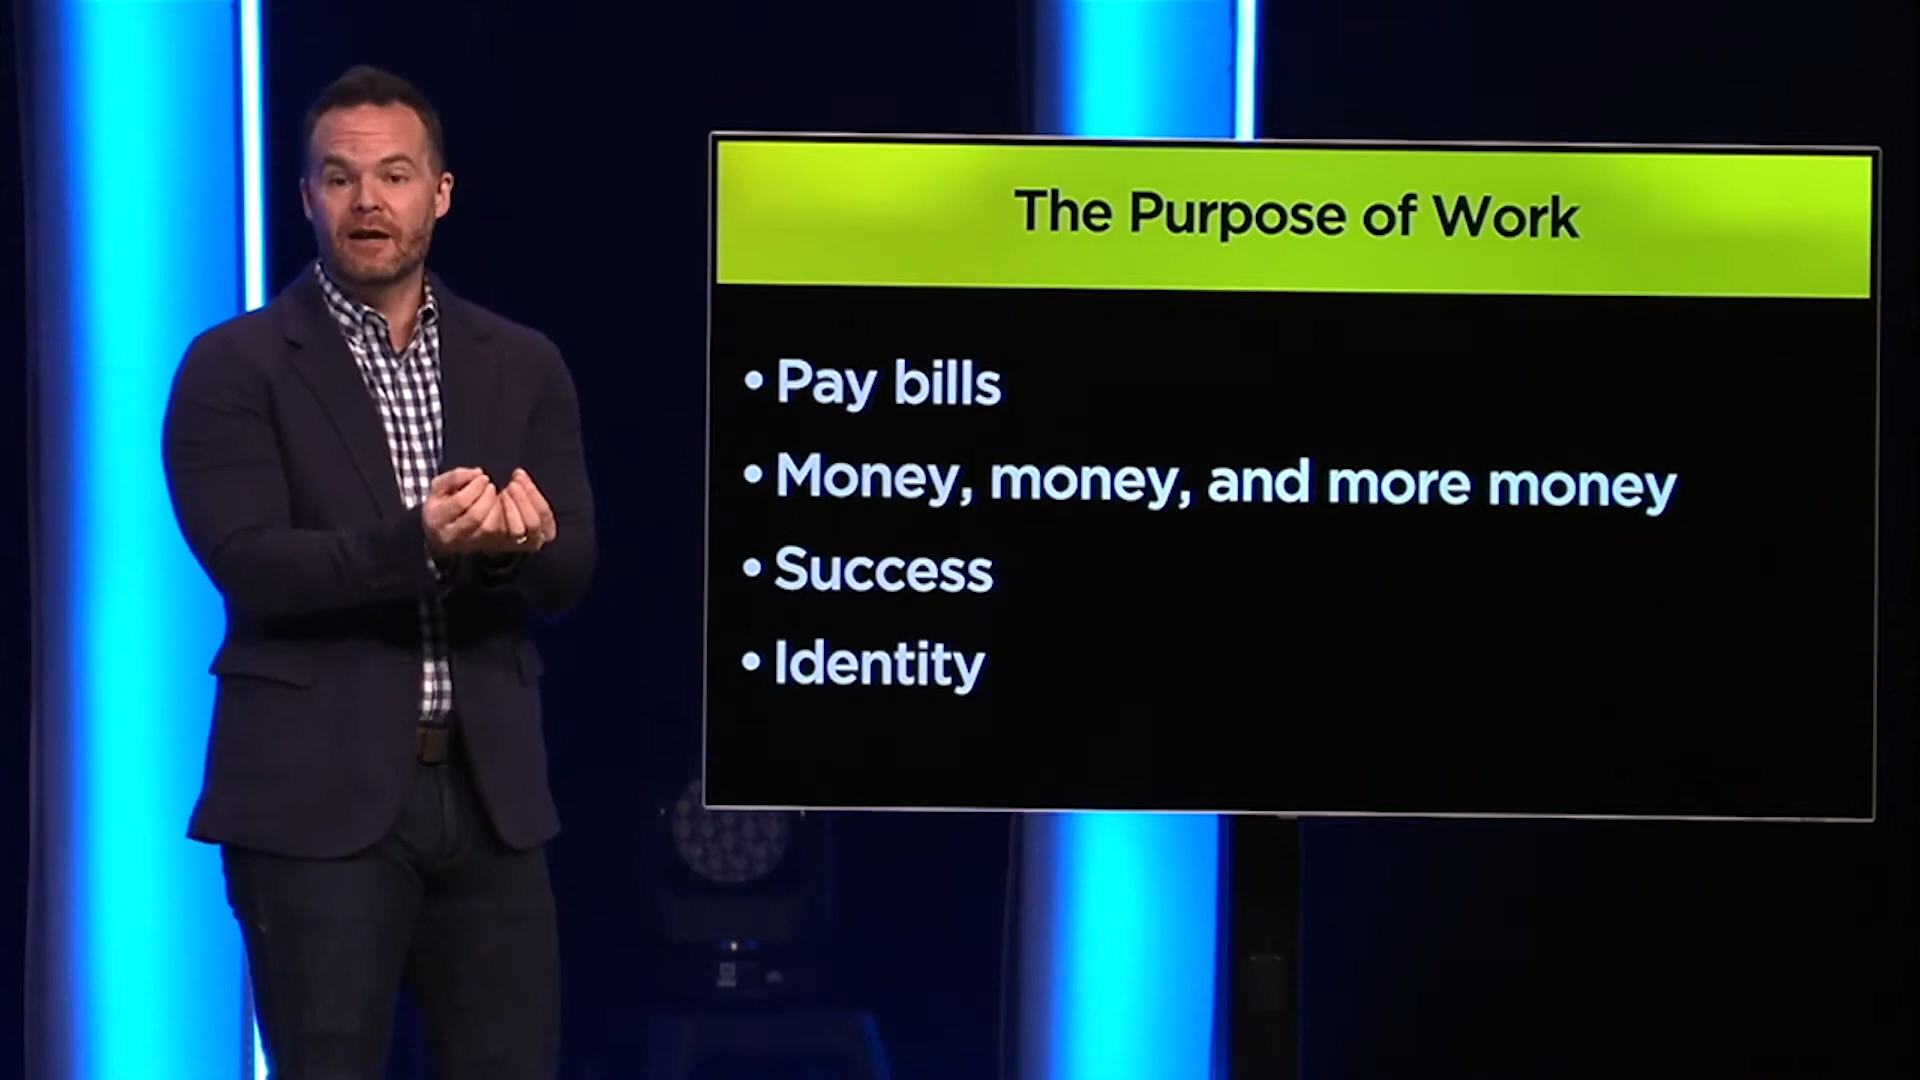 The Purpose of Work
• Pay bills
• Money, money, and more money
• Success
• Identity